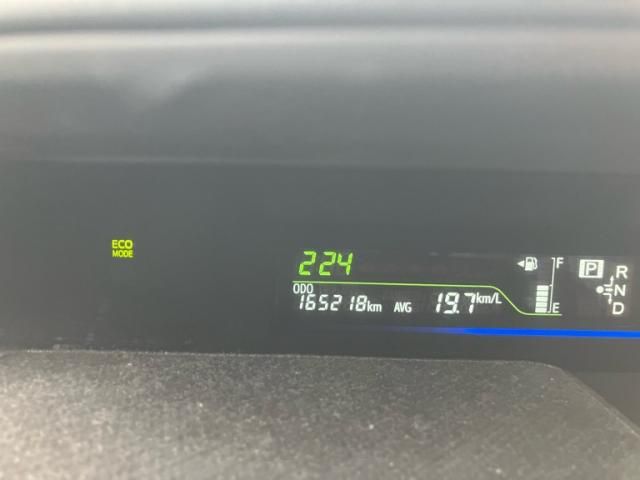 ECO
MODE
224
ODO
165218km AVG 19.7km/L
F
E
P
R
N
D